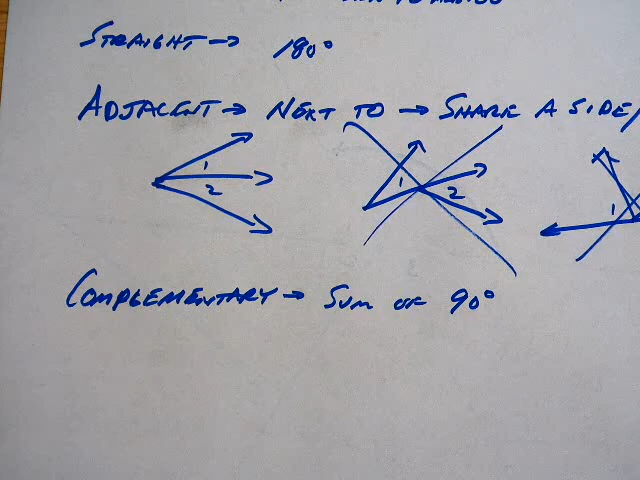 STRAIGHT → 180°
ADJACENT → NEXT TO → SHARE A SIDE/
1
2
1
2
1
COMPLEMENTARY → SUM OF 90°